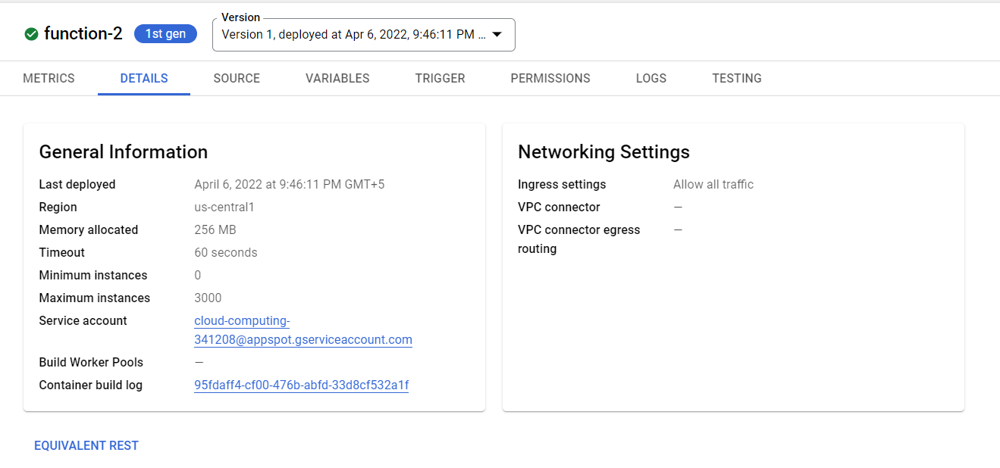 function-2 1st gen
Version
Version 1, deployed at Apr 6, 2022, 9:46:11 PM ...
METRICS DETAILS SOURCE VARIABLES TRIGGER PERMISSIONS LOGS TESTING
General Information
Last deployed April 6, 2022 at 9:46:11 PM GMT+5
Region us-central1
Memory allocated 256 MB
Timeout 60 seconds
Minimum instances 0
Maximum instances 3000
Service account cloud-computing-
341208@appspot.gserviceaccount.com
Build Worker Pools —
Container build log 95fdaff4-cf00-476b-abfd-33d8cf532a1f
Networking Settings
Ingress settings Allow all traffic
VPC connector —
VPC connector egress —
routing
EQUIVALENT REST